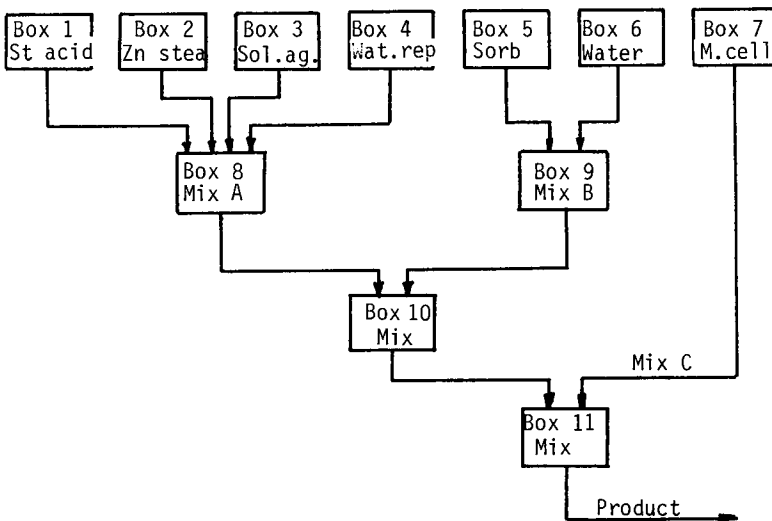 Box 1
St acid
Box 2
Zn stea
Box 3
Sol.ag.
Box 4
Wat.rep
Box 5
Sorb
Box 6
Water
Box 7
M.cell
Box 8
Mix A
Box 9
Mix B
Box 10
Mix
Mix C
Box 11
Mix
Product